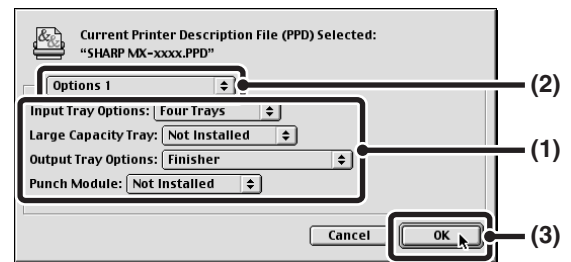 Current Printer Description File (PPD) Selected:
“SHARP MX-xxxx.PPD”
Options 1
(2)
Input Tray Options: Four Trays
Large Capacity Tray: Not Installed
(1)
Output Tray Options: Finisher
Punch Module: Not Installed
Cancel
OK
(3)